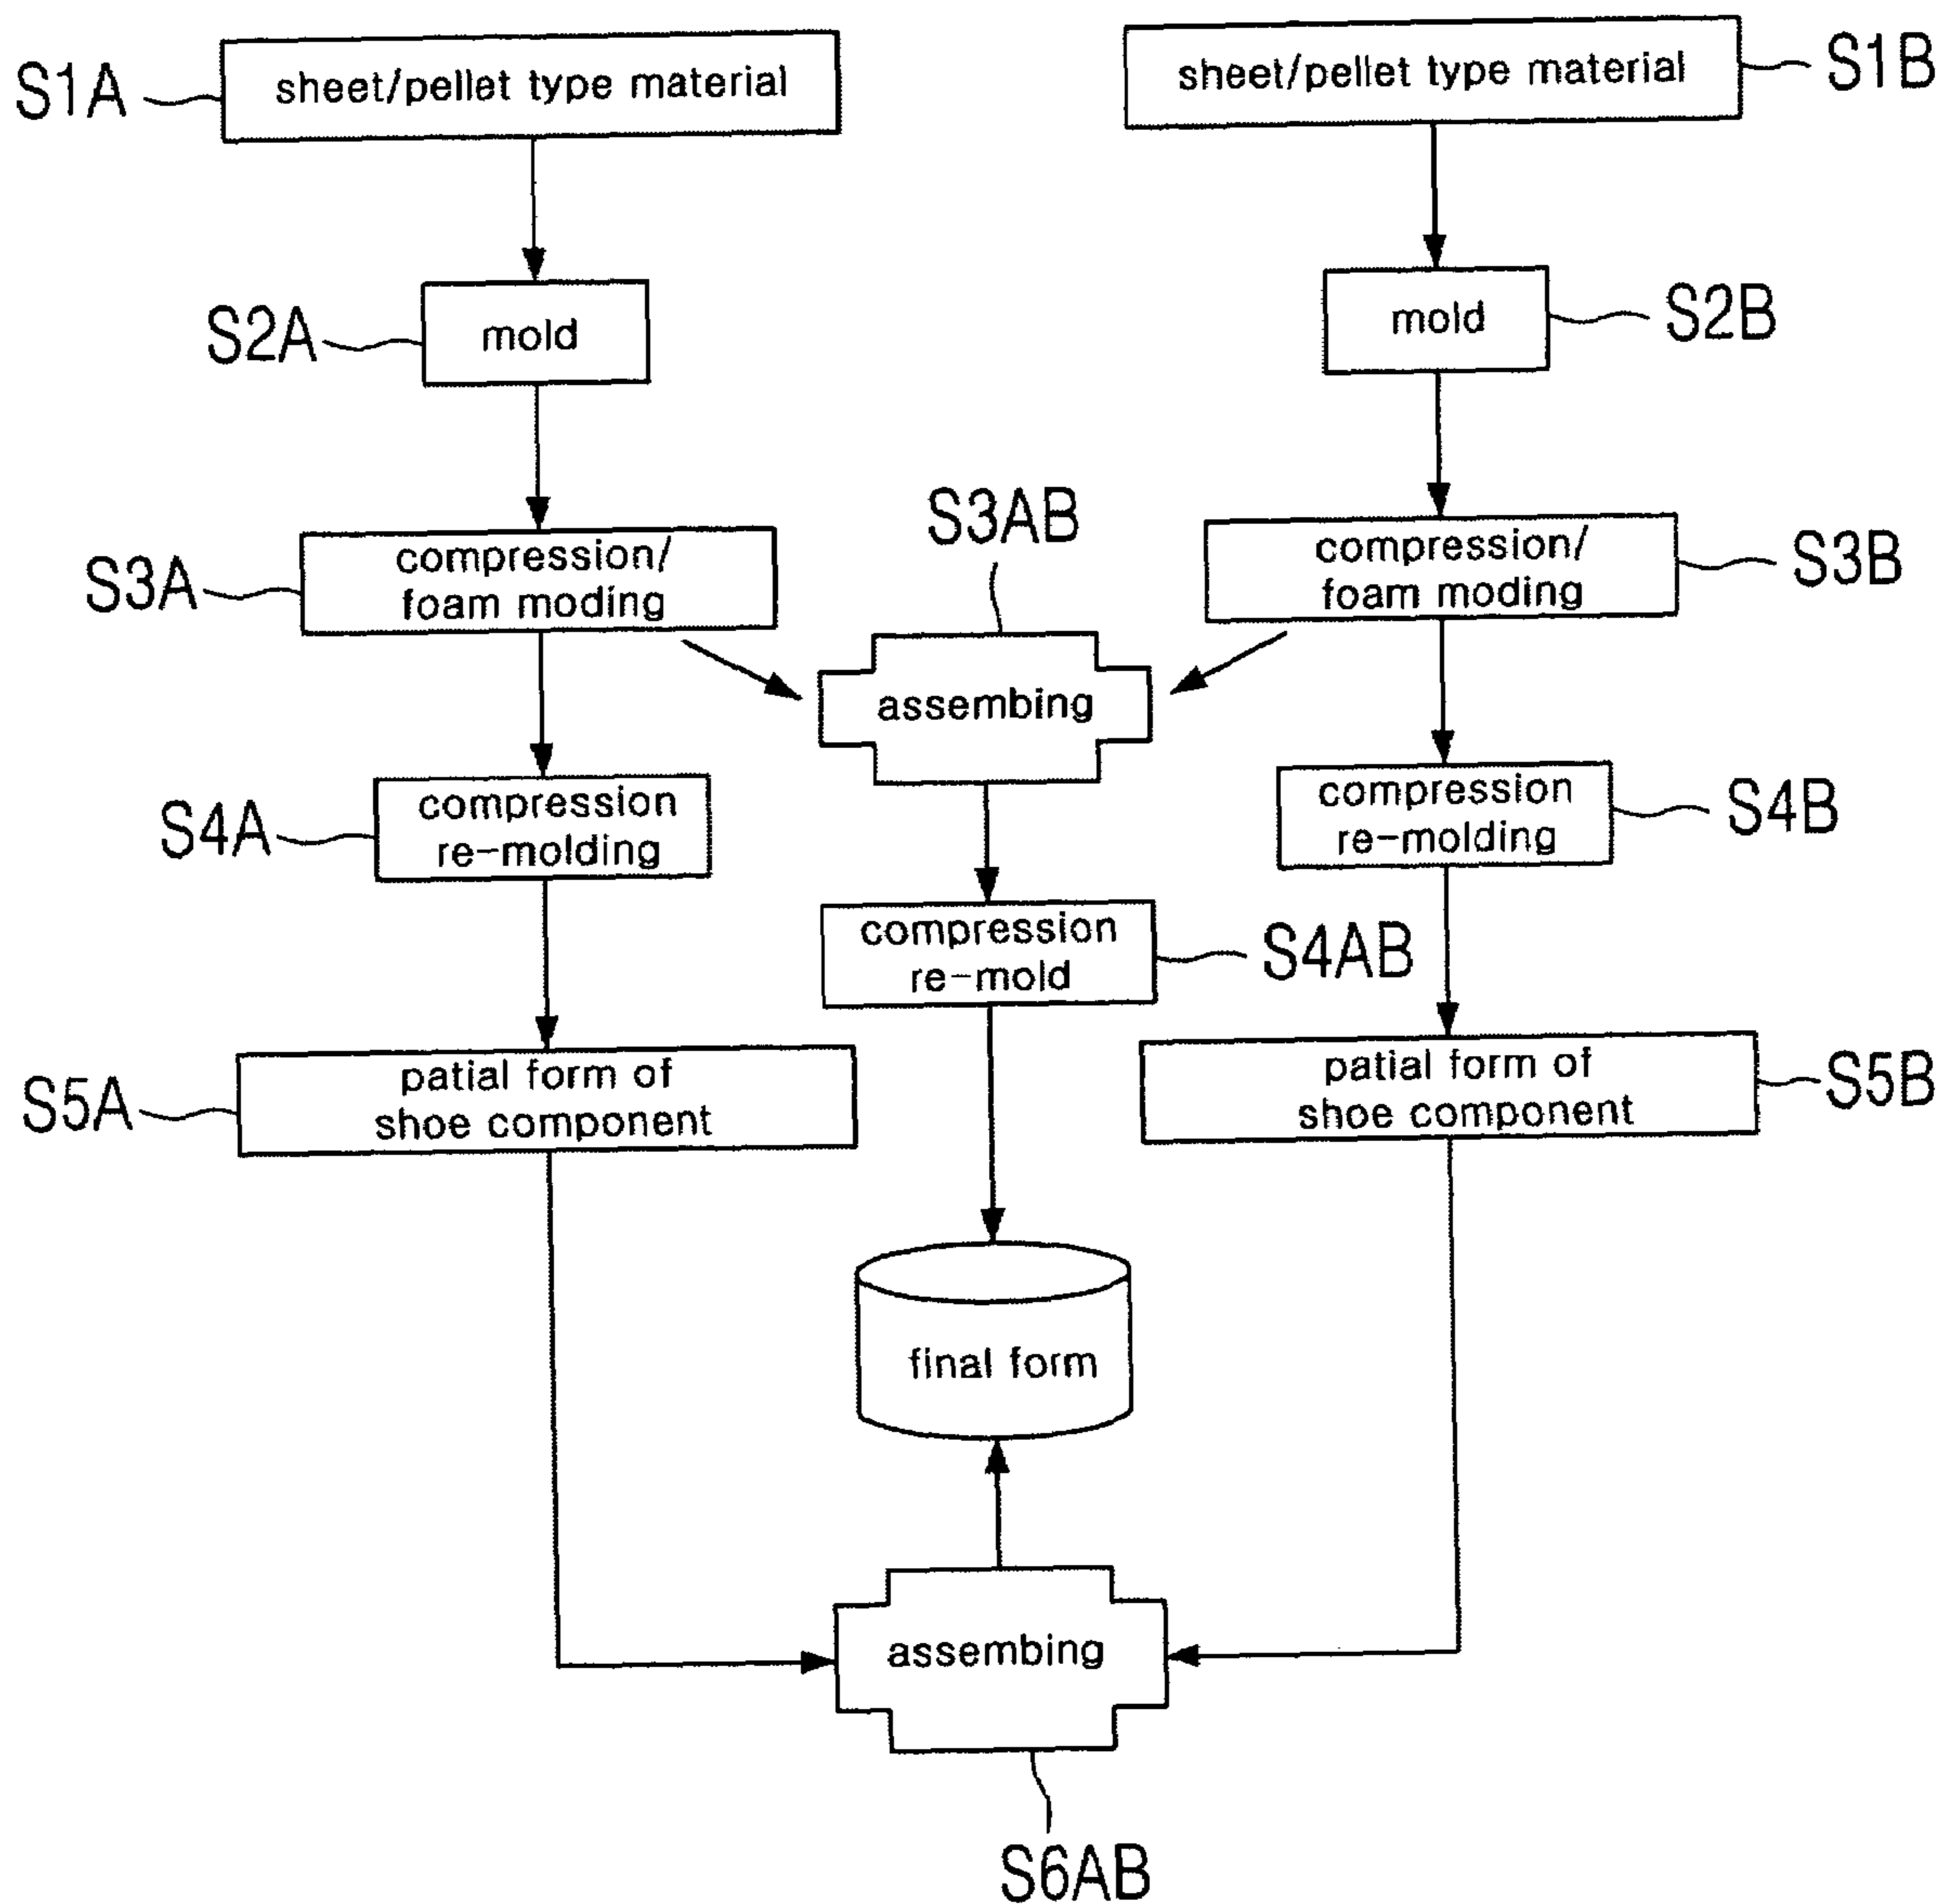 S1A
sheet/pellet type material
sheet/pellet type material
S1B
S2A
mold
mold
S2B
S3A
compression/
foam moding
S3AB
compression/
foam moding
S3B
assembing
S4A
compression
re-molding
compression
re-molding
S4B
compression
re-mold
S4AB
S5A
patial form of
shoe component
patial form of
shoe component
S5B
final form
assembing
S6AB